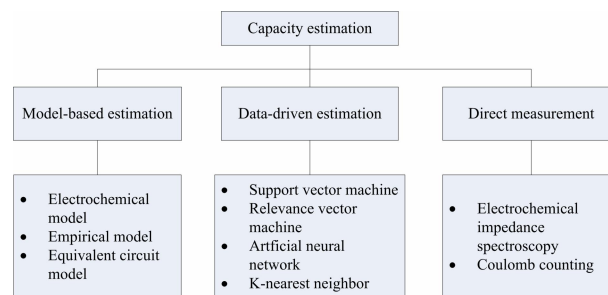 Capacity estimation
Model-based estimation
Data-driven estimation
Direct measurement
• Electrochemical
model
• Empirical model
• Equivalent circuit
model
• Support vector machine
• Relevance vector
machine
• Artficial neural
network
• K-nearest neighbor
• Electrochemical
impedance
spectroscopy
• Coulomb counting